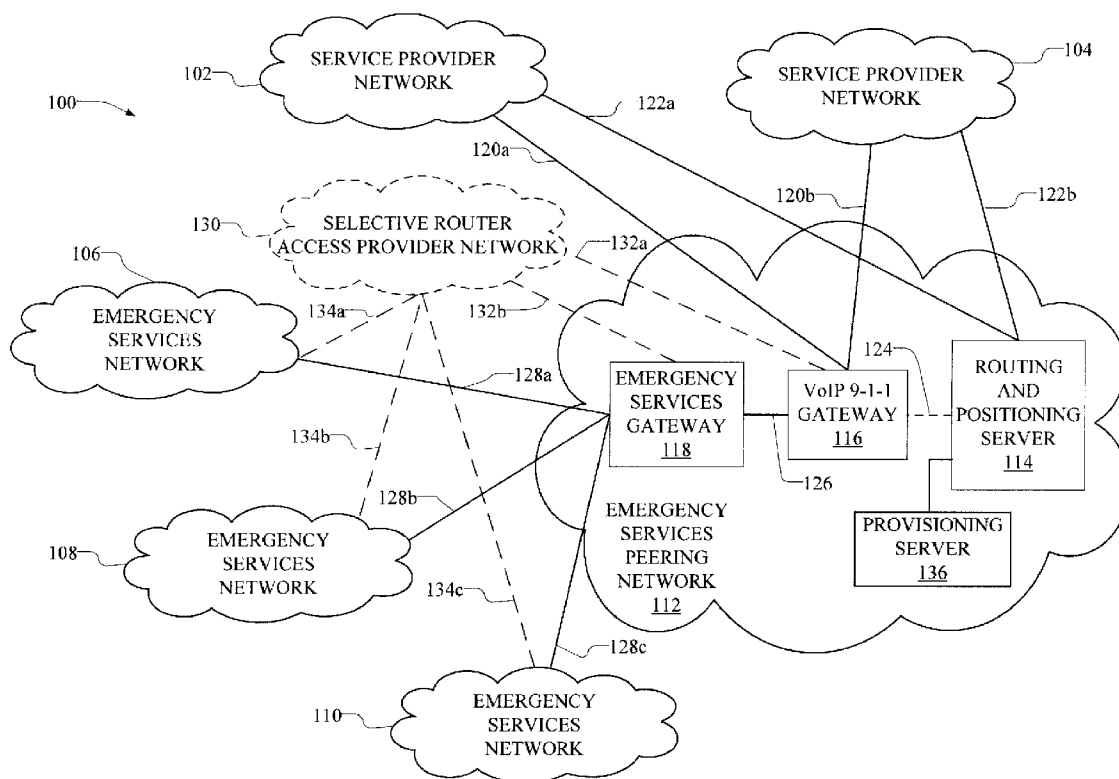 SERVICE PROVIDER
NETWORK
102
SERVICE PROVIDER
NETWORK
104
100
122a
120a
120b
122b
SELECTIVE ROUTER
ACCESS PROVIDER NETWORK
130
132a
132b
106
EMERGENCY
SERVICES
NETWORK
134a
128a
EMERGENCY
SERVICES
GATEWAY
118
VoIP 9-1-1
GATEWAY
116
124
ROUTING
AND
POSITIONING
SERVER
114
126
134b
128b
EMERGENCY
SERVICES
NETWORK
108
EMERGENCY
SERVICES
PEERING
NETWORK
112
PROVISIONING
SERVER
136
134c
128c
EMERGENCY
SERVICES
NETWORK
110